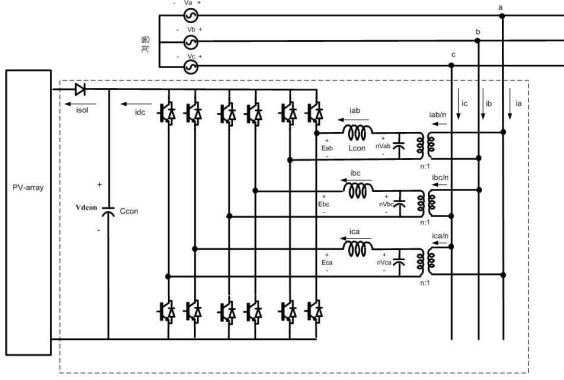 - Va +
a
- Vb +
b
- Vc +
c
isol
idc
iab
iab/n
ic
ib
ia
+
Eab
-
Lcon
+
nVab
-
n:1
PV-array
+
Vdcon
-
Ccon
ibc
ibc/n
+
Ebc
-
+
nVbc
-
n:1
ica
ica/n
+
Eca
-
+
nVca
-
n:1